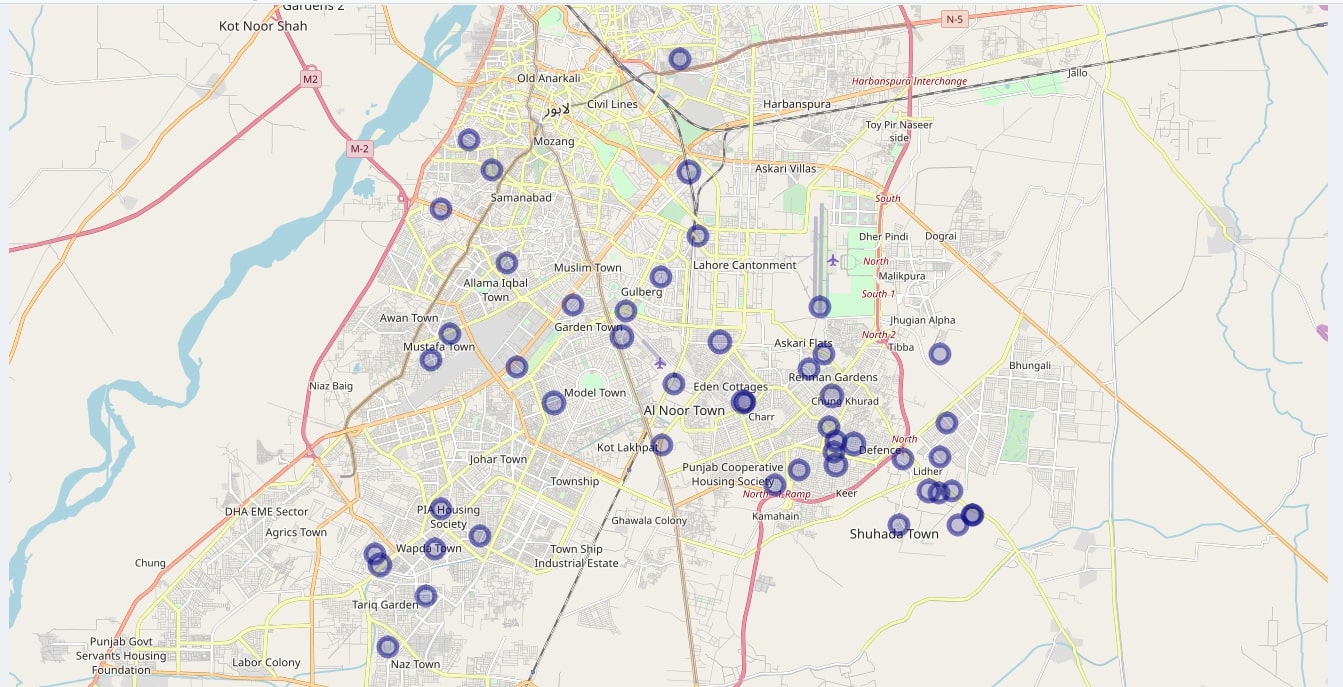 Gardens 2
Kot Noor Shah
N-5
M2
Old Anarkali
Harbanspura Interchange
Jallo
لاہور
Civil Lines
Harbanspura
Toy Pir Naseer
side
M-2
Mozang
Askari Villas
Samanabad
South
Dher Pindi
Dograi
Muslim Town
Lahore Cantonment
North
Malikpura
Allama Iqbal
Town
Gulberg
South 1
Awan Town
Garden Town
Jhugian Alpha
North 2
Mustafa Town
Askari Flats
Tibba
Bhungali
Niaz Baig
Model Town
Eden Cottages
Rehman Gardens
Al Noor Town
Charr
Chung Khurad
Kot Lakhpat
North
Defence
Johar Town
Punjab Cooperative
Housing Society
Lidher
Township
Keer
DHA EME Sector
PIA Housing
Society
Ghawala Colony
Kamahain
Agrics Town
Shuhada Town
Chung
Wapda Town
Town Ship
Industrial Estate
Tariq Garden
Punjab Govt
Servants Housing
Foundation
Labor Colony
Naz Town